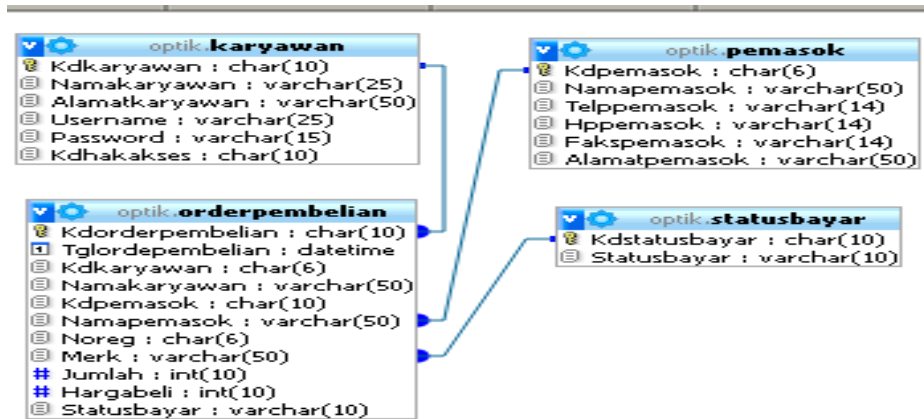 optik.karyawan
Kdkaryawan : char(10)
Namakaryawan : varchar(25)
Alamatkaryawan : varchar(50)
Username : varchar(25)
Password : varchar(15)
Kdhakakses : char(10)
optik.pemasok
Kdpemasok : char(6)
Namapemasok : varchar(50)
Telppemasok : varchar(14)
Hppemasok : varchar(14)
Fakspemasok : varchar(14)
Alamatpemasok : varchar(50)
optik.orderpembelian
Kdorderpembelian : char(10)
Tglordepembelian : datetime
Kdkaryawan : char(6)
Namakaryawan : varchar(50)
Kdpemasok : char(10)
Namapemasok : varchar(50)
Noreg : char(6)
Merk : varchar(50)
# Jumlah : int(10)
# Hargabeli : int(10)
Statusbayar : varchar(10)
optik.statusbayar
Kdstatusbayar : char(10)
Statusbayar : varchar(10)